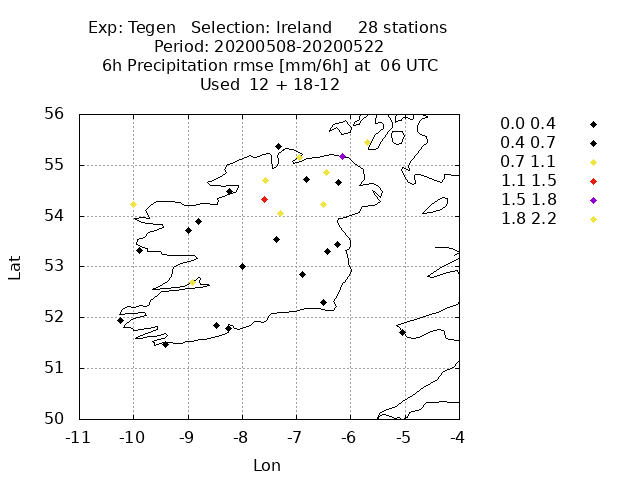 Exp: Tegen   Selection: Ireland     28 stations
Period: 20200508-20200522
6h Precipitation rmse [mm/6h] at  06 UTC
Used  12 + 18-12
0.0 0.4
0.4 0.7
0.7 1.1
1.1 1.5
1.5 1.8
1.8 2.2
56
55
54
53
52
51
50
Lat
-11 -10 -9 -8 -7 -6 -5 -4
Lon